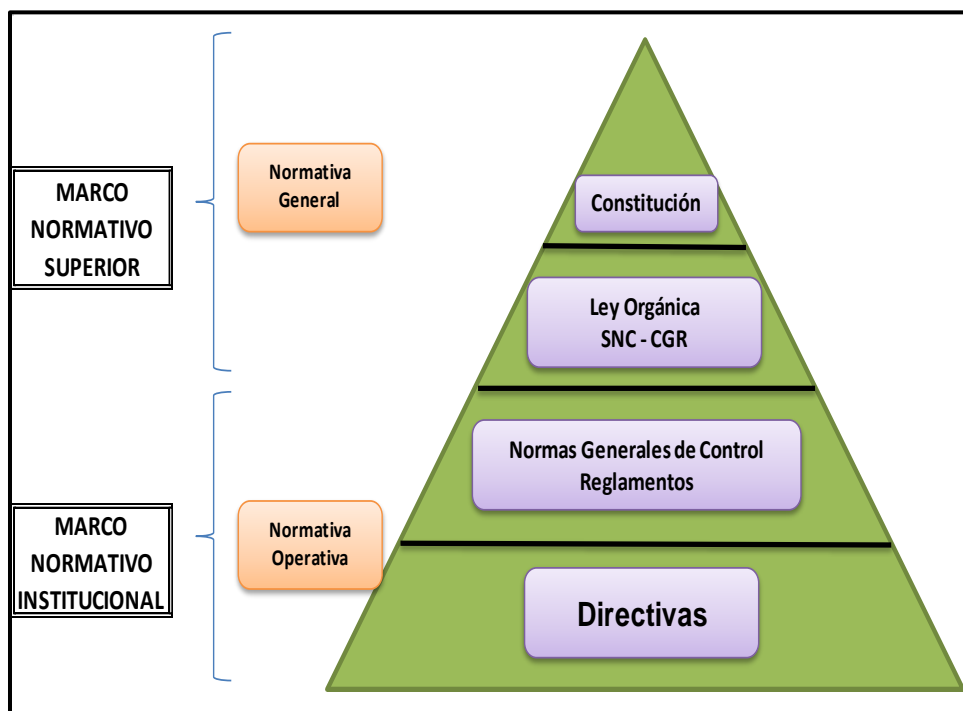 MARCO
NORMATIVO
SUPERIOR
Normativa
General
Constitución
Ley Orgánica
SNC - CGR
MARCO
NORMATIVO
INSTITUCIONAL
Normativa
Operativa
Normas Generales de Control
Reglamentos
Directivas